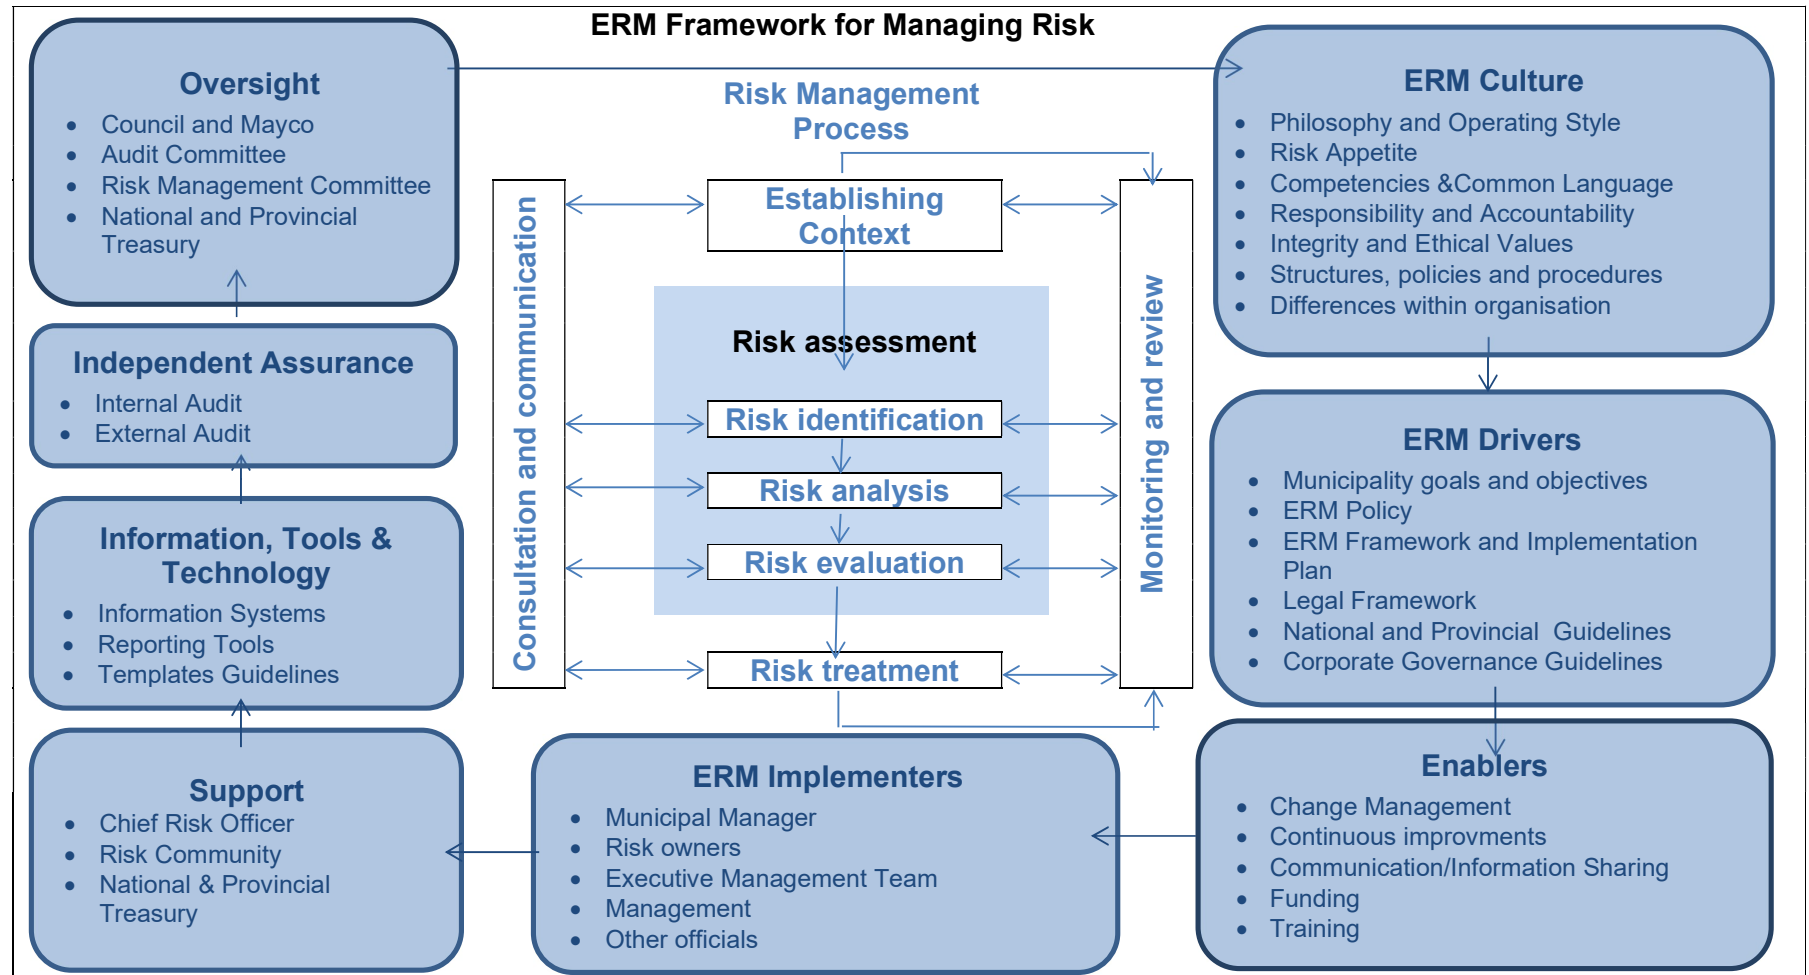 ERM Framework for Managing Risk
Oversight
• Council and Mayco
• Audit Committee
• Risk Management Committee
• National and Provincial
Treasury
Independent Assurance
• Internal Audit
• External Audit
Information, Tools &
Technology
• Information Systems
• Reporting Tools
• Templates Guidelines
Support
• Chief Risk Officer
• Risk Community
• National & Provincial
Treasury
Risk Management
Process
Consultation and communication
Establishing
Context
Risk assessment
Risk identification
Risk analysis
Risk evaluation
Risk treatment
Monitoring and review
ERM Implementers
• Municipal Manager
• Risk owners
• Executive Management Team
• Management
• Other officials
ERM Culture
• Philosophy and Operating Style
• Risk Appetite
• Competencies &Common Language
• Responsibility and Accountability
• Integrity and Ethical Values
• Structures, policies and procedures
• Differences within organisation
ERM Drivers
• Municipality goals and objectives
• ERM Policy
• ERM Framework and Implementation
Plan
• Legal Framework
• National and Provincial  Guidelines
• Corporate Governance Guidelines
Enablers
• Change Management
• Continuous improvments
• Communication/Information Sharing
• Funding
• Training